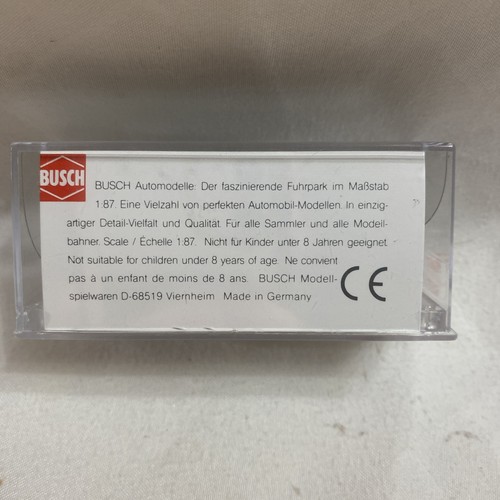 BUSCH
BUSCH Automodelle: Der faszinierende Fuhrpark im Maßstab
1:87. Eine Vielzahl von perfekten Automobil-Modellen. In einzig-
artiger Detail-Vielfalt und Qualität. Für alle Sammler und alle Modell-
bahner. Scale / Échelle 1:87. Nicht für Kinder unter 8 Jahren geeignet.
Not suitable for children under 8 years of age. Ne convient
pas à un enfant de moins de 8 ans. BUSCH Modell-
spielwaren D-68519 Viernheim Made in Germany
CE